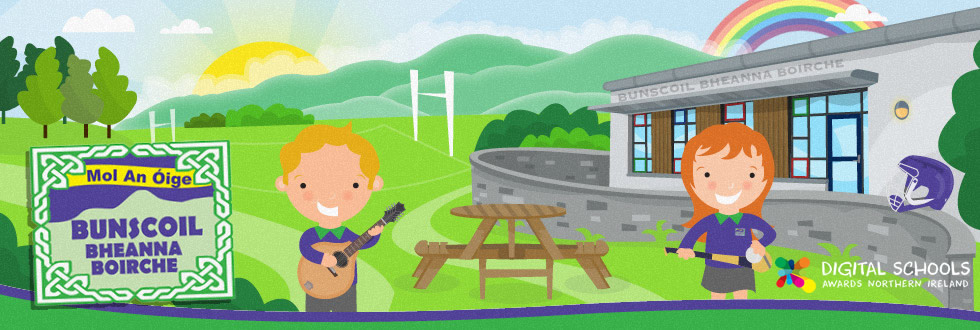 BUNSCOIL BHEANNA BOIRCHE
Mol An Óige
BUNSCOIL
BHEANNA
BOIRCHE
DIGITAL SCHOOLS
AWARDS NORTHERN IRELAND